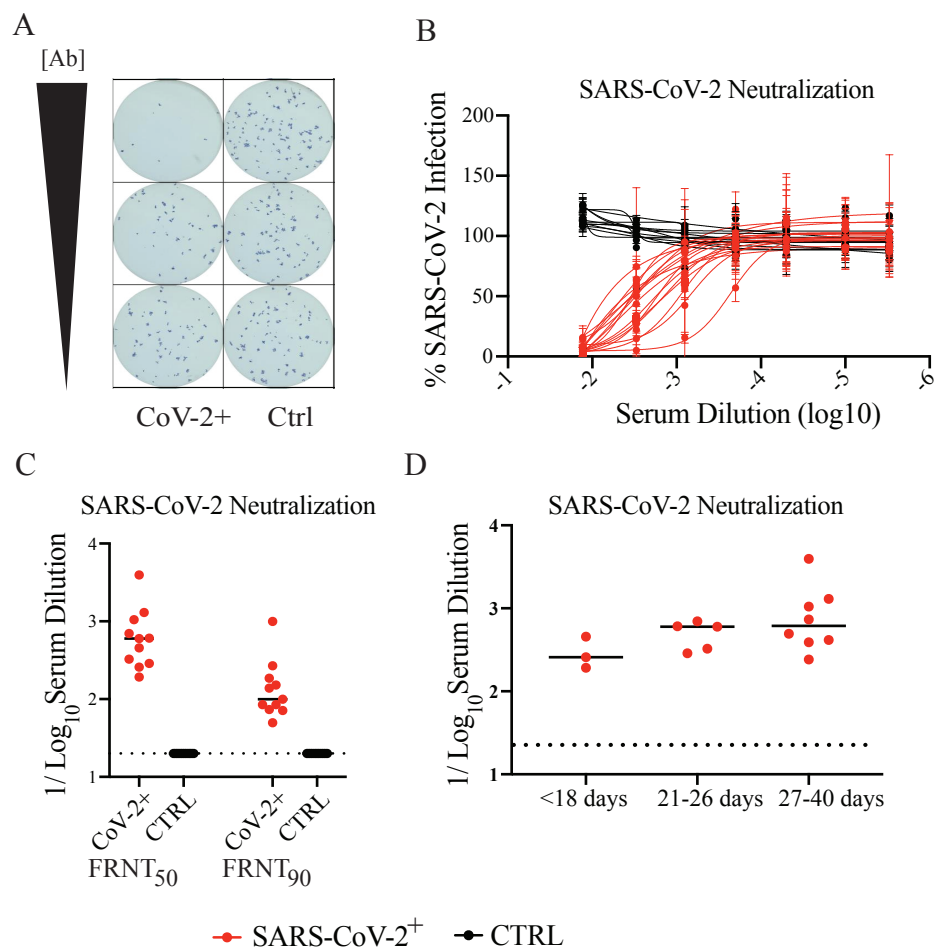 A
[Ab]
CoV-2+ Ctrl
B
SARS-CoV-2 Neutralization
% SARS-CoV-2 Infection
200
150
100
50
0
-1 -2 -3 -4 -5 -6
Serum Dilution (log10)
C
SARS-CoV-2 Neutralization
1/ Log10Serum Dilution
4
3
2
1
CoV-2+ CTRL CoV-2+ CTRL
FRNT50 FRNT90
D
SARS-CoV-2 Neutralization
1/ Log10Serum Dilution
4
3
2
1
<18 days 21-26 days 27-40 days
SARS-CoV-2+ CTRL